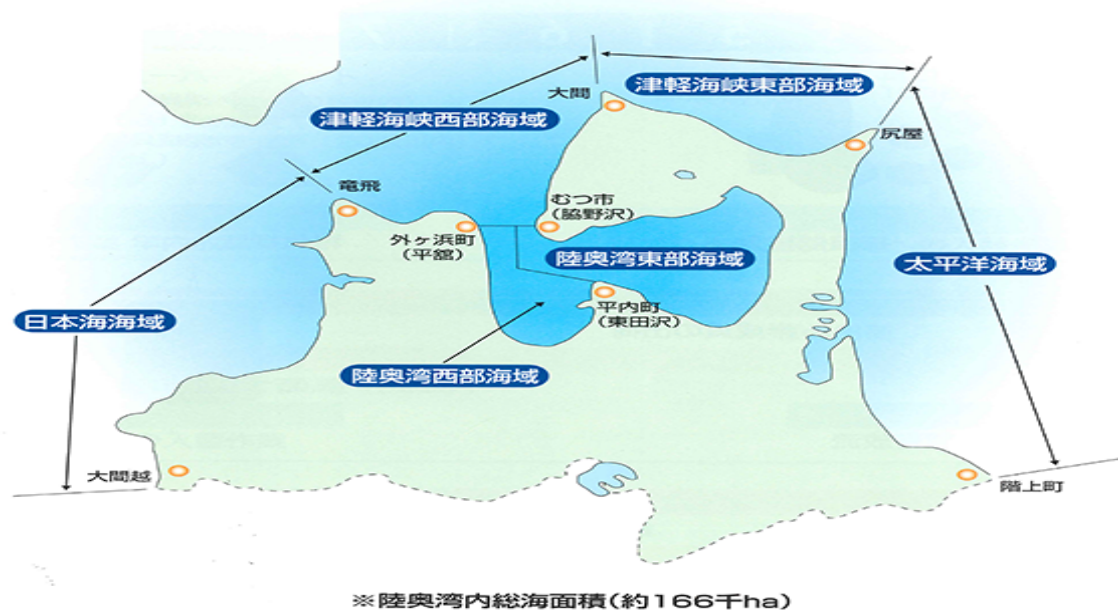 津軽海峡東部海域
大間
津軽海峡西部海域
尻屋
竜飛
むつ市
(脇野沢)
外ヶ浜町
(平舘)
陸奥湾東部海域
太平洋海域
平内町
(東田沢)
日本海海域
陸奥湾西部海域
大間越
階上町
※陸奥湾内総海面積(約166千ha)